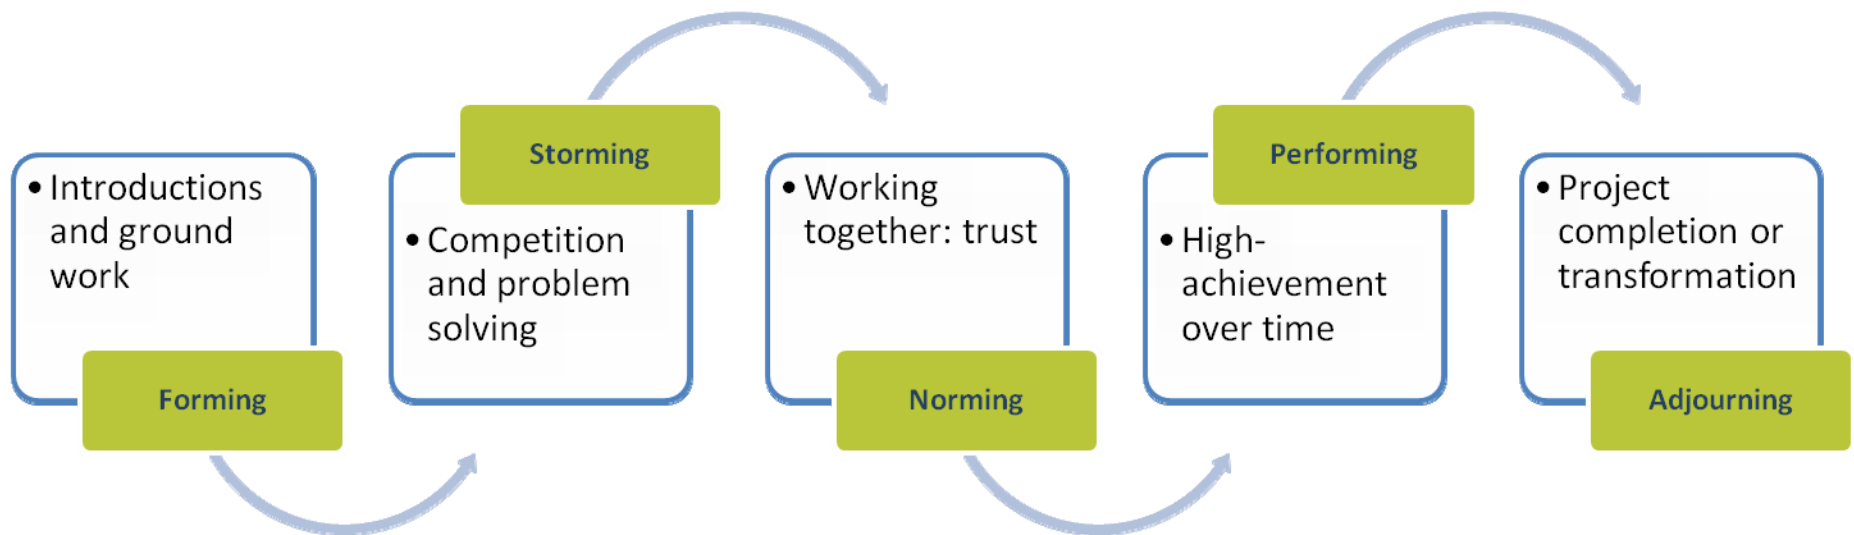 • Introductions
and ground
work
Forming
Storming
• Competition
and problem
solving
• Working
together: trust
Norming
Performing
• High-
achievement
over time
• Project
completion or
transformation
Adjourning